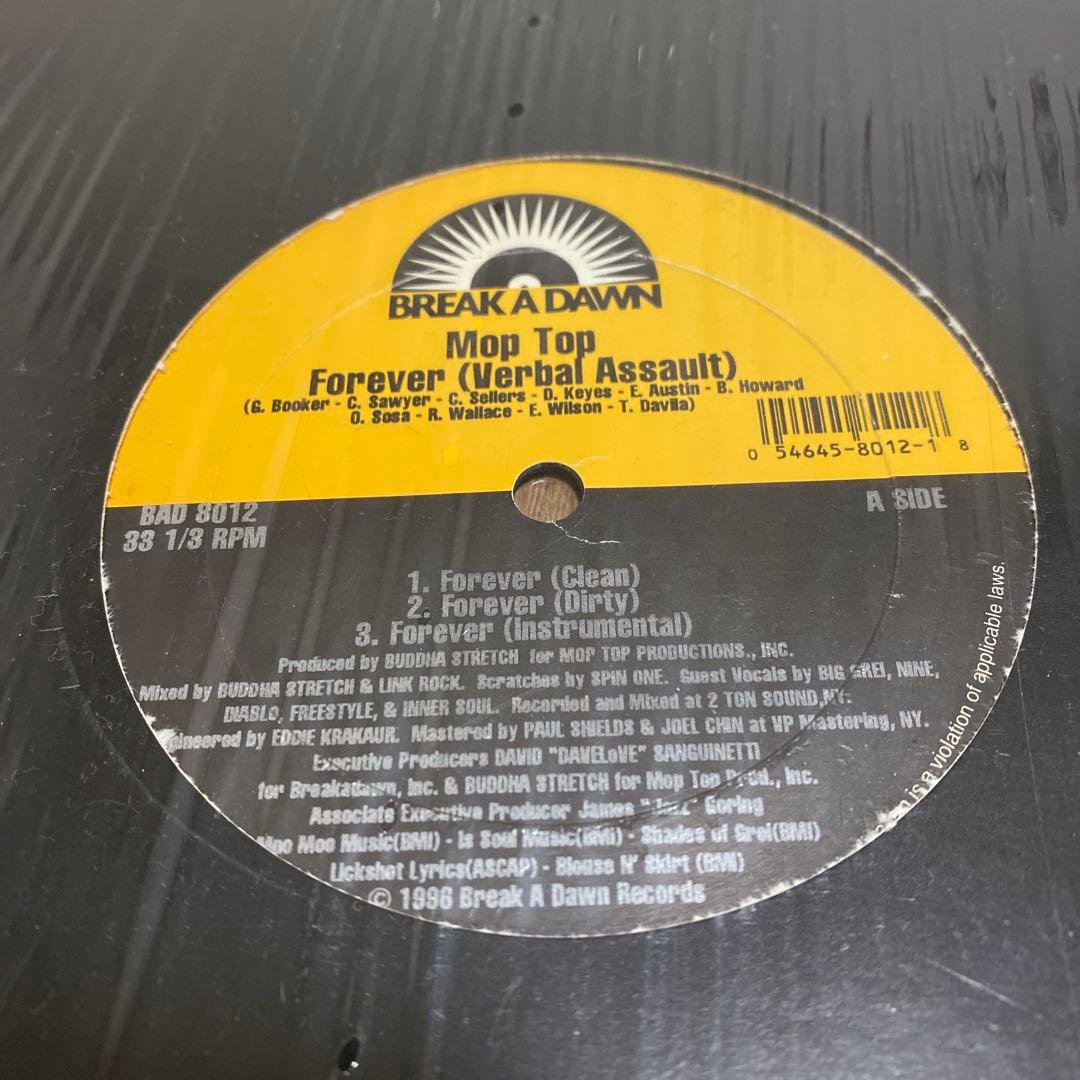 BREAK A DAWN
Mop Top
Forever (Verbal Assault)
(G. Booker - C. Sawyer - C. Sellers - D. Keyes - E. Austin - B. Howard
O. Sosa - R. Wallace - E. Wilson - T. Davila)
0 54645-8012-1 8
BAD 8012
33 1/3 RPM
A SIDE
1. Forever (Clean)
2. Forever (Dirty)
3. Forever (Instrumental)
Produced by BUDDHA STRETCH for MOP TOP PRODUCTIONS., INC.
Mixed by BUDDHA STRETCH & LINK ROCK. Scratches by SPIN ONE. Guest Vocals by BIG GREI, NINE,
DIABLO, FREESTYLE, & INNER SOUL. Recorded and Mixed at 2 TON SOUND, NY.
gineered by EDDIE KRAKAUR. Mastered by PAUL SHIELDS & JOEL CHIN at VP Mastering, NY.
Executive Producers DAVID "DAVELOVE" SANGUINETTI
for Breakadawn, Inc. & BUDDHA STRETCH for Mop Top Prod., Inc.
Associate Executive Producer James "Jazz" Goring
Moo Moo Music(BMI) - Is Soul Music(BMI) - Shades of Grei(BMI)
Lickshot Lyrics(ASCAP) - Blouse N' Skirt (BMI)
© 1996 Break A Dawn Records
is a violation of applicable laws.